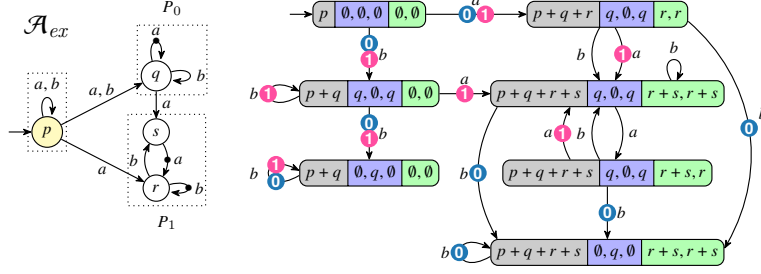 𝒜ex
P0
a
q
b
a, b
a, b
p
a
s
a
b
a
r
b
P1
p ∅, ∅, ∅ ∅, ∅
0 1 a
p + q + r q, ∅, q r, r
0 1 b
b
1 a
b
b 1
p + q q, ∅, q ∅, ∅
a 1
p + q + r + s q, ∅, q r + s, r + s
b 0
0 1 b
a 1
b
a
b 1 0
p + q ∅, q, ∅ ∅, ∅
b 0
p + q + r + s q, ∅, q r + s, r
0 b
b 0
p + q + r + s ∅, q, ∅ r + s, r + s